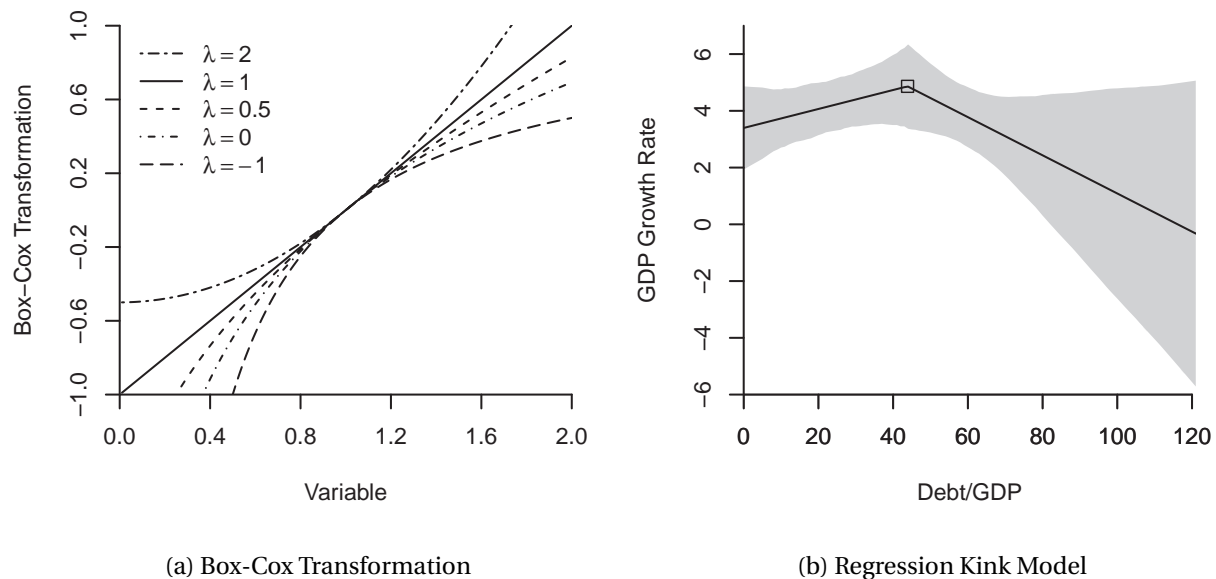 Box−Cox Transformation
1.0
0.6
0.2
−0.2
−0.6
−1.0
λ = 2
λ = 1
λ = 0.5
λ = 0
λ = −1
0.0 0.4 0.8 1.2 1.6 2.0
Variable
(a) Box-Cox Transformation
GDP Growth Rate
6
4
2
0
−2
−4
−6
0 20 40 60 80 100 120
Debt/GDP
(b) Regression Kink Model